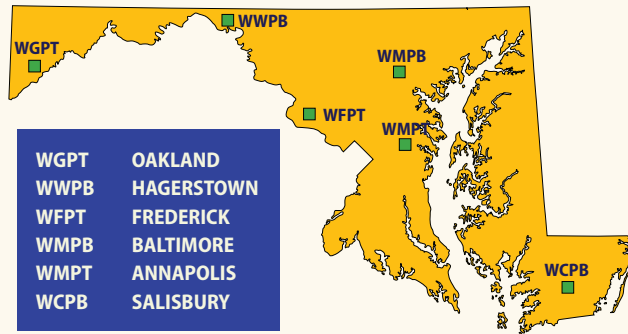 WWPB
WGPT
WMPB
WFPT
WMPT
WGPT OAKLAND
WWPB HAGERSTOWN
WFPT FREDERICK
WMPB BALTIMORE
WMPT ANNAPOLIS
WCPB SALISBURY
WCPB